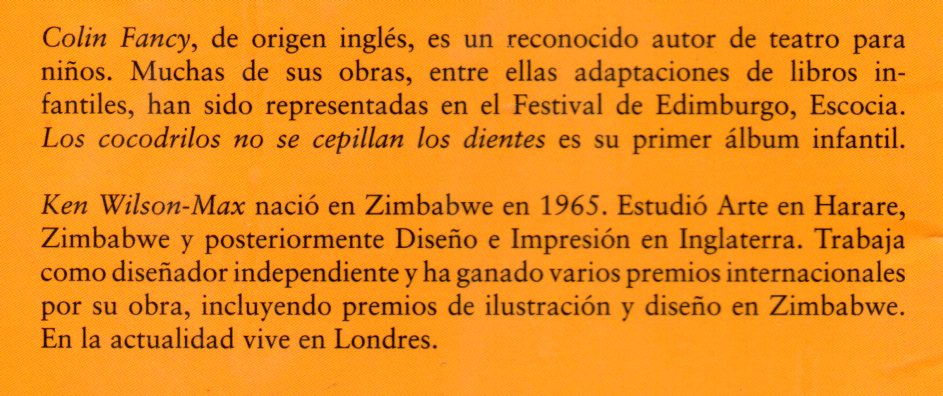 Colin Fancy, de origen inglés, es un reconocido autor de teatro para
niños. Muchas de sus obras, entre ellas adaptaciones de libros in-
fantiles, han sido representadas en el Festival de Edimburgo, Escocia.
Los cocodrilos no se cepillan los dientes es su primer álbum infantil.
Ken Wilson-Max nació en Zimbabwe en 1965. Estudió Arte en Harare,
Zimbabwe y posteriormente Diseño e Impresión en Inglaterra. Trabaja
como diseñador independiente y ha ganado varios premios internacionales
por su obra, incluyendo premios de ilustración y diseño en Zimbabwe.
En la actualidad vive en Londres.